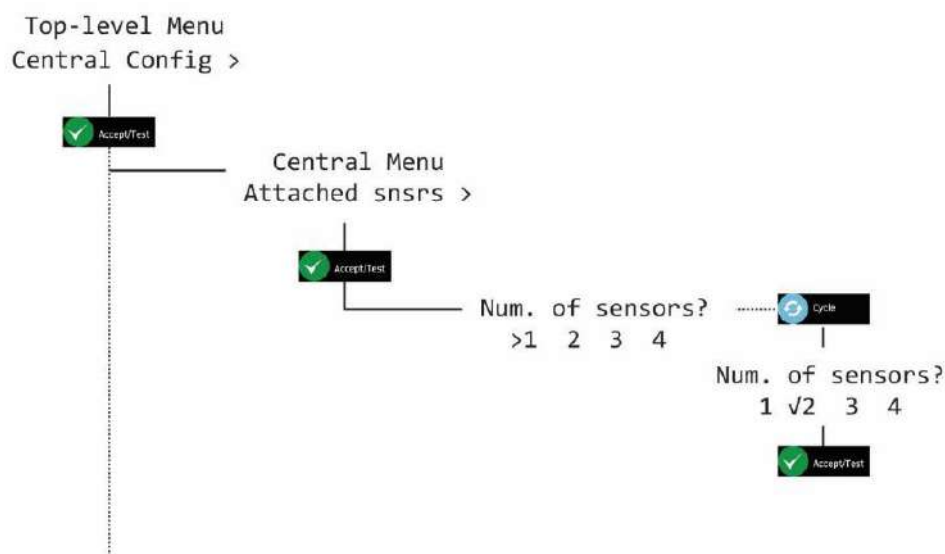 Top-level Menu
Central Config >
Accept/Test
Central Menu
Attached snsrs >
Accept/Test
Num. of sensors?
>1 2 3 4
Cycle
Num. of sensors?
1 √2 3 4
Accept/Test